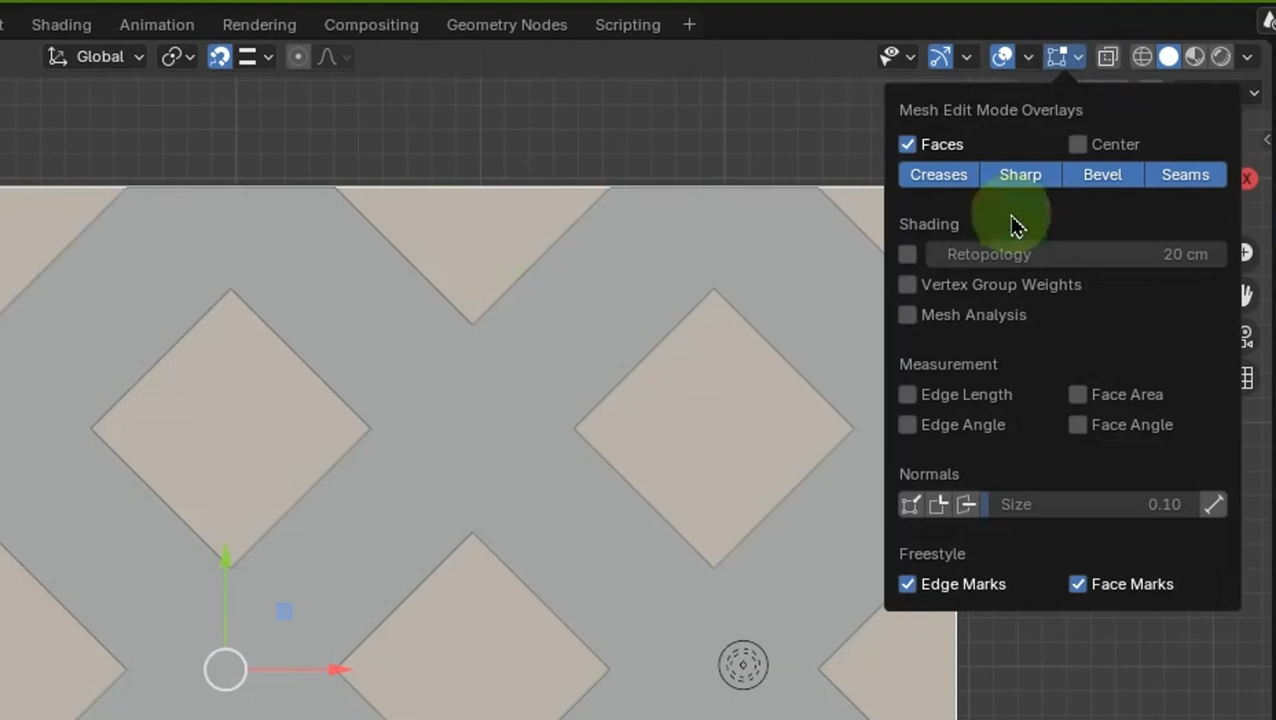 t Shading Animation Rendering Compositing Geometry Nodes Scripting +
Global
Mesh Edit Mode Overlays
Faces Center
Creases Sharp Bevel Seams
X
Shading
Retopology 20 cm
Vertex Group Weights
Mesh Analysis
Measurement
Edge Length Face Area
Edge Angle Face Angle
Normals
Size 0.10
Freestyle
Edge Marks Face Marks